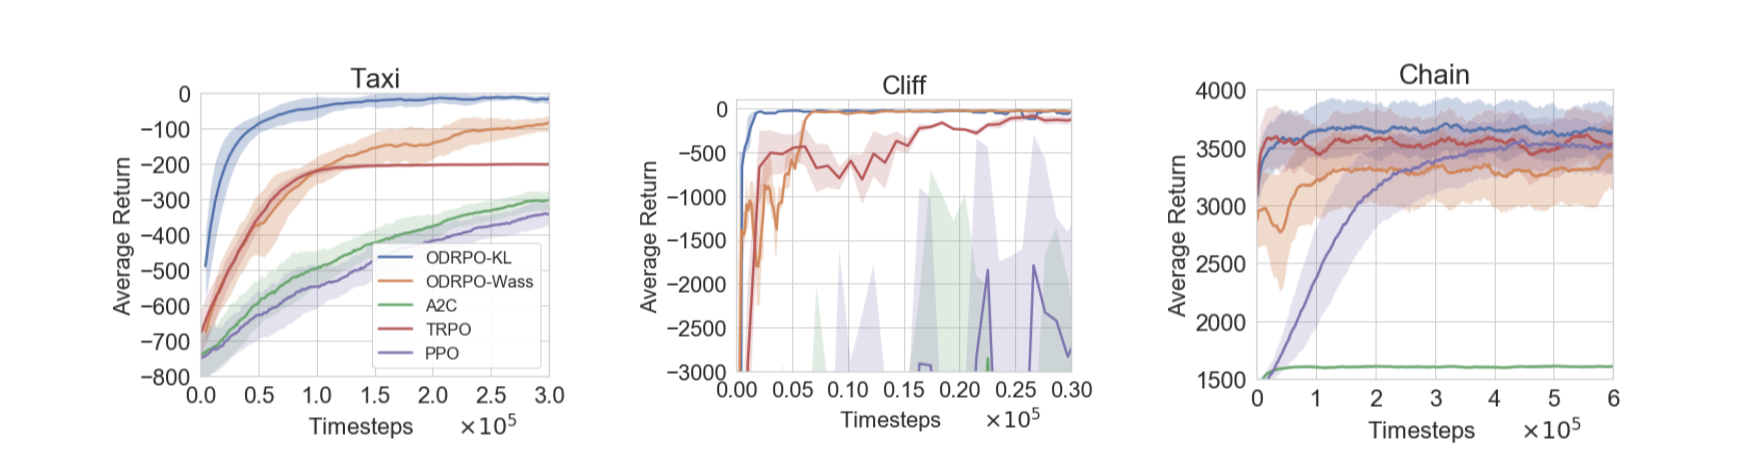 Taxi
Average Return
0
−100
−200
−300
−400
−500
−600
−700
−800
0.0 0.5 1.0 1.5 2.0 2.5 3.0
Timesteps ×10⁵
ODRPO-KL
ODRPO-Wass
A2C
TRPO
PPO
Cliff
Average Return
0
−500
−1000
−1500
−2000
−2500
−3000
0.00 0.05 0.10 0.15 0.20 0.25 0.30
Timesteps ×10⁵
Chain
Average Return
4000
3500
3000
2500
2000
1500
0 1 2 3 4 5 6
Timesteps ×10⁵